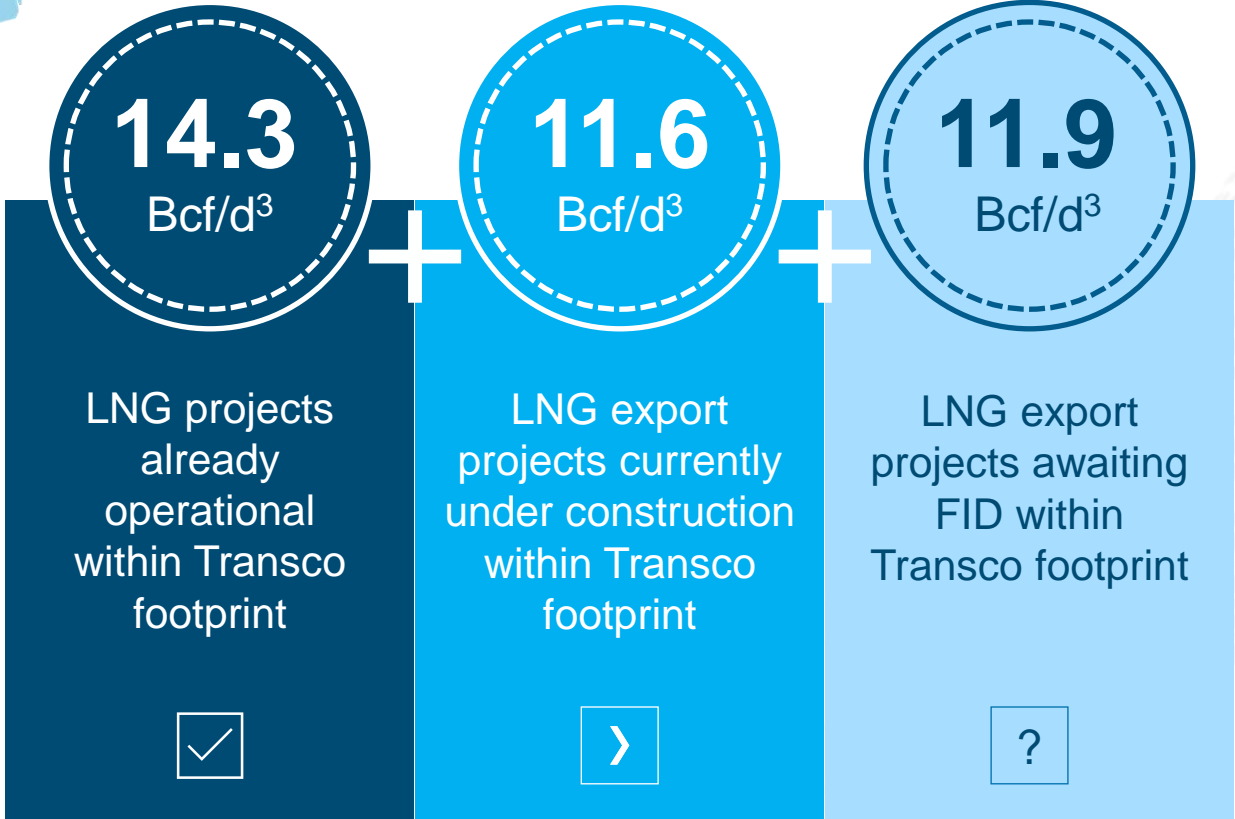 14.3
Bcf/d³
LNG projects
already
operational
within Transco
footprint
+
11.6
Bcf/d³
LNG export
projects currently
under construction
within Transco
footprint
+
11.9
Bcf/d³
LNG export
projects awaiting
FID within
Transco footprint
?